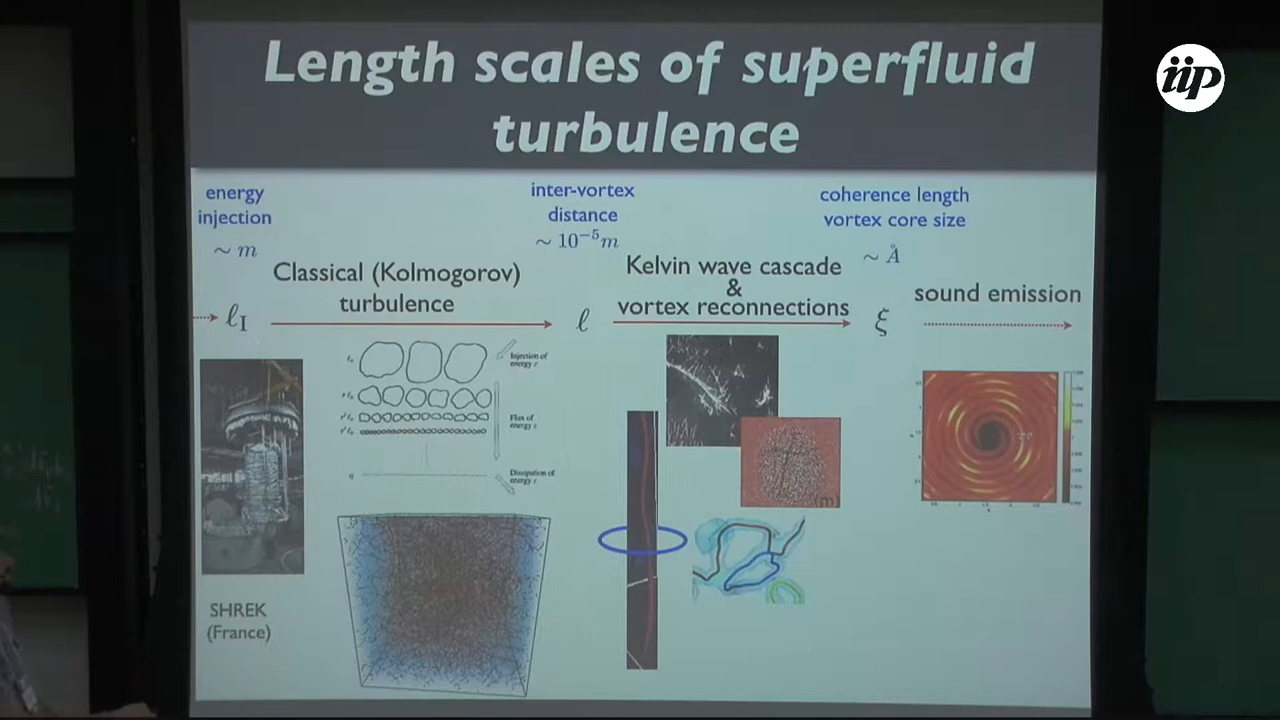 Length scales of superfluid
turbulence
iip
energy
injection
~ m
inter-vortex
distance
~ 10⁻⁵m
coherence length
vortex core size
~ Å
Classical (Kolmogorov)
turbulence
Kelvin wave cascade
&
vortex reconnections
sound emission
ℓ_I
ℓ
ξ
Injection of
energy ε
Flux of
energy ε
Dissipation of
energy ε
(m)
SHREK
(France)